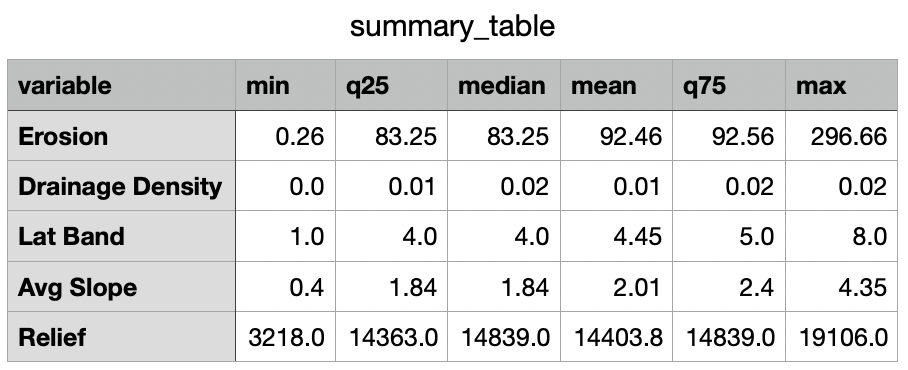 summary_table
variable min q25 median mean q75 max
Erosion 0.26 83.25 83.25 92.46 92.56 296.66
Drainage Density 0.0 0.01 0.02 0.01 0.02 0.02
Lat Band 1.0 4.0 4.0 4.45 5.0 8.0
Avg Slope 0.4 1.84 1.84 2.01 2.4 4.35
Relief 3218.0 14363.0 14839.0 14403.8 14839.0 19106.0